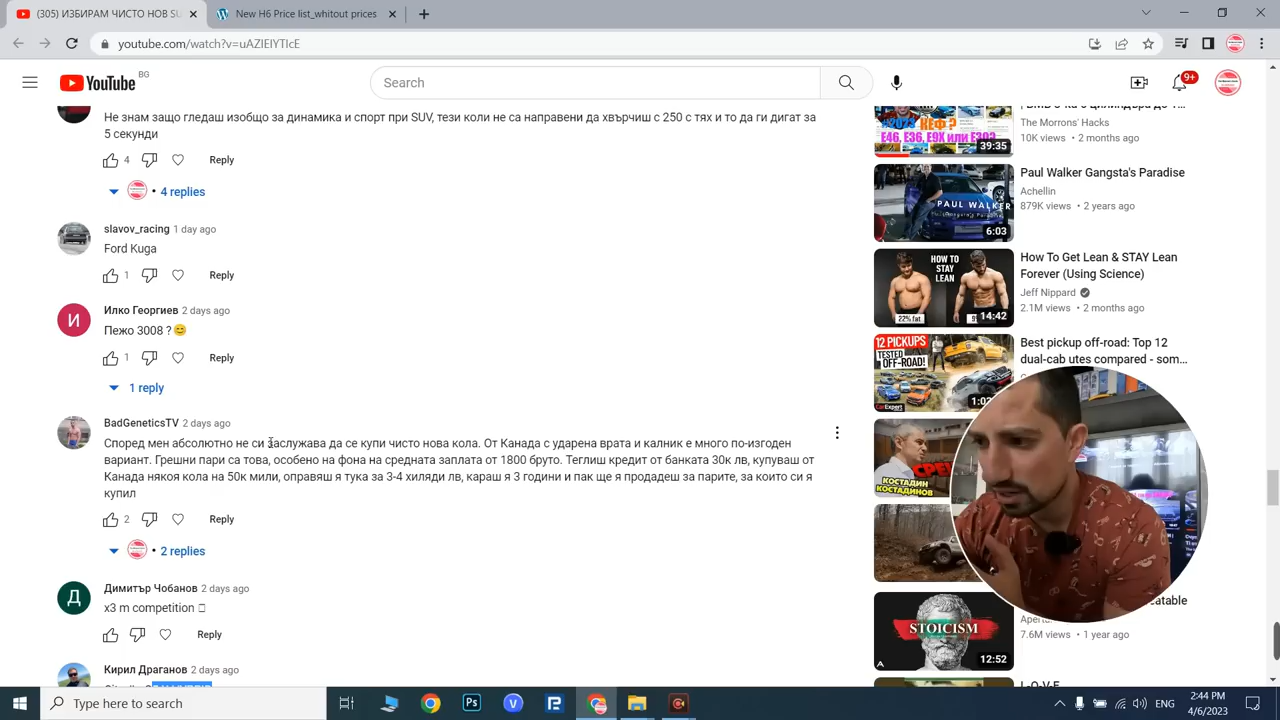 (305) ИЗБИРАМ ЧИСТО НОВ SU
New H6 Price list_whitout prices
youtube.com/watch?v=uAZIEIYTIcE
YouTube BG
Search
9+
Не знам защо гледаш изобщо за динамика и спорт при SUV, тези коли не са направени да хвърчиш с 250 с тях и то да ги дигат за
5 секунди
4 Reply
4 replies
slavov_racing 1 day ago
Ford Kuga
1 Reply
Илко Георгиев 2 days ago
И
Пежо 3008 ?😊
1 Reply
1 reply
BadGeneticsTV 2 days ago
Според мен абсолютно не си заслужава да се купи чисто нова кола. От Канада с ударена врата и калник е много по-изгоден
вариант. Грешни пари са това, особено на фона на средната заплата от 1800 бруто. Теглиш кредит от банката 30к лв, купуваш от
Канада някоя кола на 50к мили, оправяш я тука за 3-4 хиляди лв, караш я 3 години и пак ще я продадеш за парите, за които си я
купил
2 Reply
2 replies
Димитър Чобанов 2 days ago
Д
x3 m competition
Reply
Кирил Драганов 2 days ago
#2023 КЕФ ?
E46, E36, E9X ИЛИ E30?
39:35
The Morrons' Hacks
10K views • 2 months ago
PAUL WALKER
6:03
Paul Walker Gangsta's Paradise
Achellin
879K views • 2 years ago
HOW TO
STAY
LEAN
22% fat
14:42
How To Get Lean & STAY Lean
Forever (Using Science)
Jeff Nippard
2.1M views • 2 months ago
12 PICKUPS
TESTED
OFF-ROAD!
CarExpert
Best pickup off-road: Top 12
dual-cab utes compared - som...
КОСТАДИН
КОСТАДИНОВ
STOICISM
12:52
7.6M views • 1 year ago
L-O-V-E
Type here to search
ENG
2:44 PM
4/6/2023